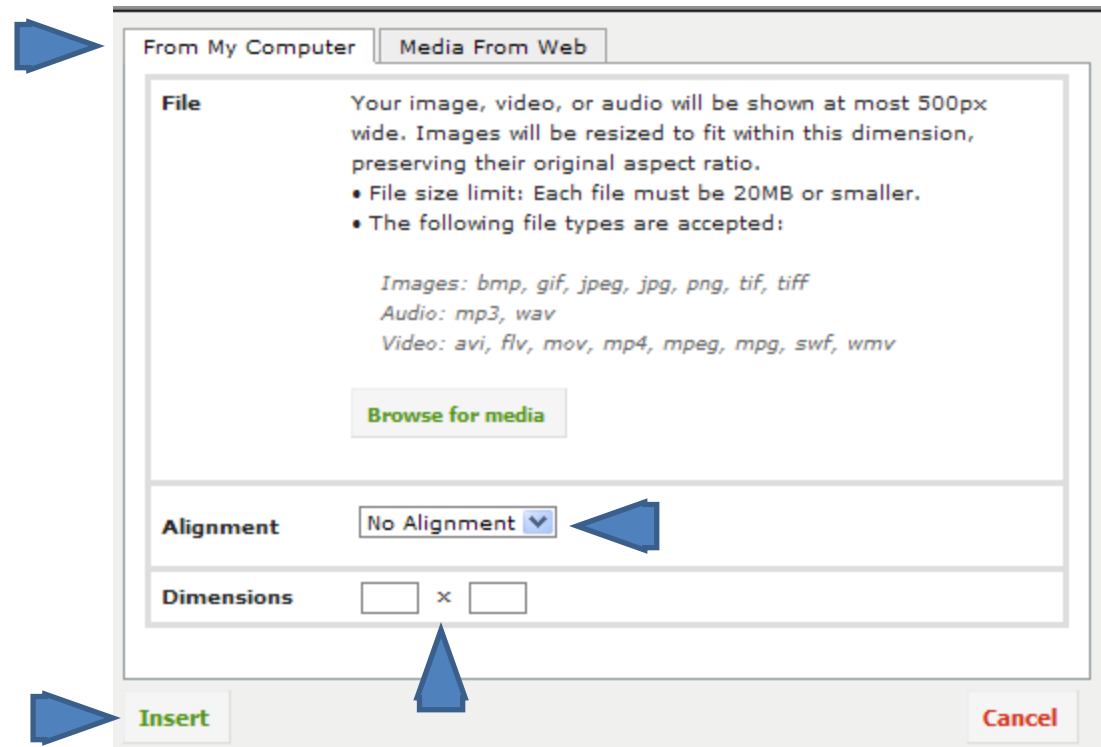 From My Computer Media From Web
File Your image, video, or audio will be shown at most 500px
wide. Images will be resized to fit within this dimension,
preserving their original aspect ratio.
• File size limit: Each file must be 20MB or smaller.
• The following file types are accepted:
Images: bmp, gif, jpeg, jpg, png, tif, tiff
Audio: mp3, wav
Video: avi, flv, mov, mp4, mpeg, mpg, swf, wmv
Browse for media
Alignment No Alignment
Dimensions x
Insert Cancel